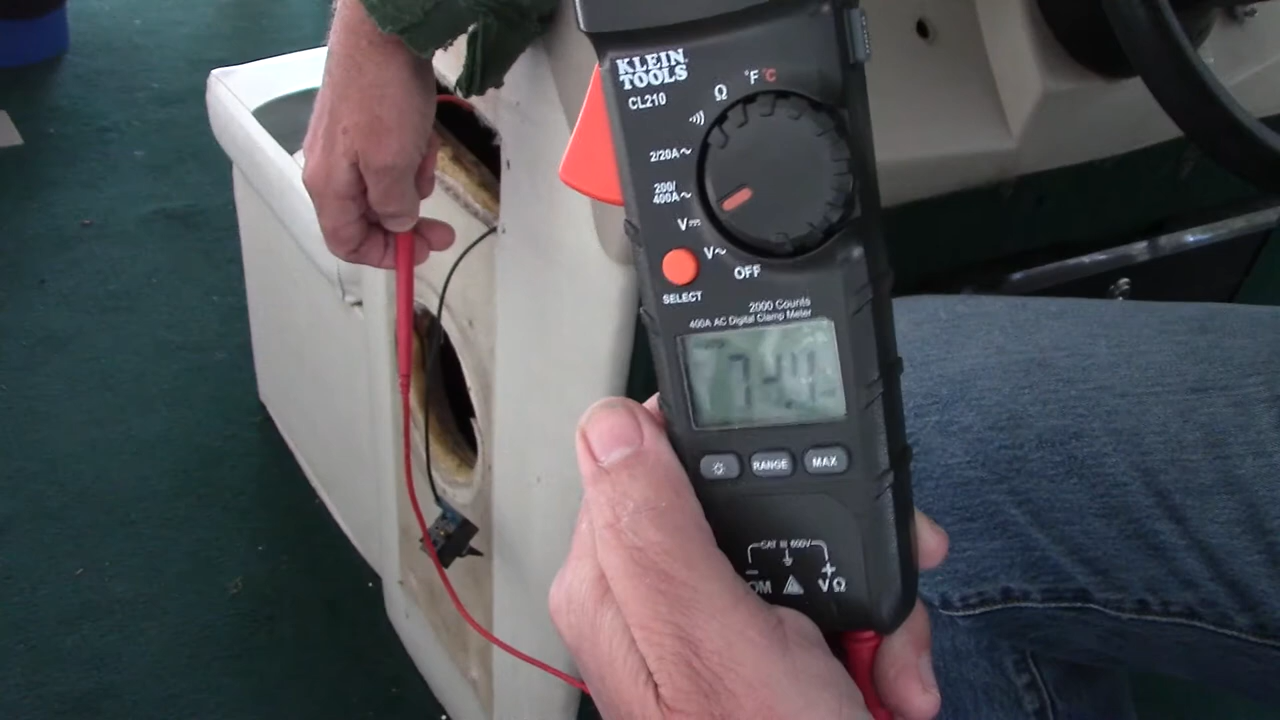 KLEIN
TOOLS
CL210
°F°C
Ω
2/20A~
200/
400A~
V⎓
V~
OFF
SELECT
2000 Counts
400A AC Digital Clamp Meter
RANGE
MAX
CAT III 600V
VΩ